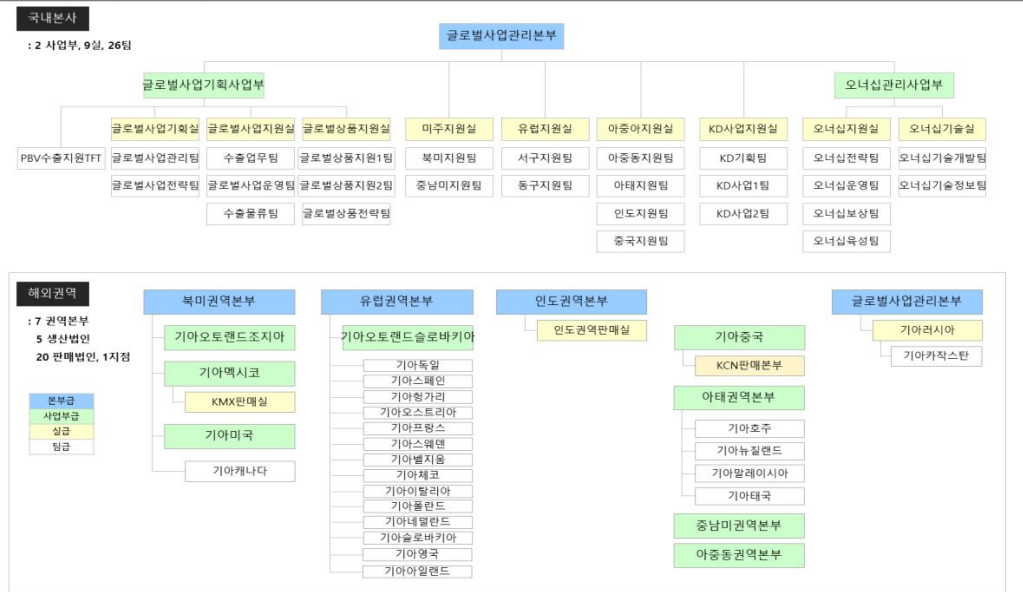 국내본사
: 2 사업부, 9실, 26팀
글로벌사업관리본부
글로벌사업기획사업부
오너십관리사업부
글로벌사업기획실
글로벌사업지원실
글로벌상품지원실
미주지원실
유럽지원실
아중아지원실
KD사업지원실
오너십지원실
오너십기술실
PBV수출지원TFT
글로벌사업관리팀
수출업무팀
글로벌상품지원1팀
북미지원팀
서구지원팀
아중동지원팀
KD기획팀
오너십전략팀
오너십기술개발팀
글로벌사업전략팀
글로벌사업운영팀
글로벌상품지원2팀
중남미지원팀
동구지원팀
아태지원팀
KD사업1팀
오너십운영팀
오너십기술정보팀
수출물류팀
글로벌상품전략팀
인도지원팀
KD사업2팀
오너십보상팀
중국지원팀
오너십육성팀
해외권역
: 7 권역본부
5 생산법인
20 판매법인, 1지점
본부급
사업부급
실급
팀급
북미권역본부
기아오토랜드조지아
기아멕시코
KMX판매실
기아미국
기아캐나다
유럽권역본부
기아오토랜드슬로바키아
기아독일
기아스페인
기아헝가리
기아오스트리아
기아프랑스
기아스웨덴
기아벨지움
기아체코
기아이탈리아
기아폴란드
기아네덜란드
기아슬로바키아
기아영국
기아아일랜드
인도권역본부
인도권역판매실
기아중국
KCN판매본부
아태권역본부
기아호주
기아뉴질랜드
기아말레이시아
기아태국
중남미권역본부
아중동권역본부
글로벌사업관리본부
기아러시아
기아카작스탄